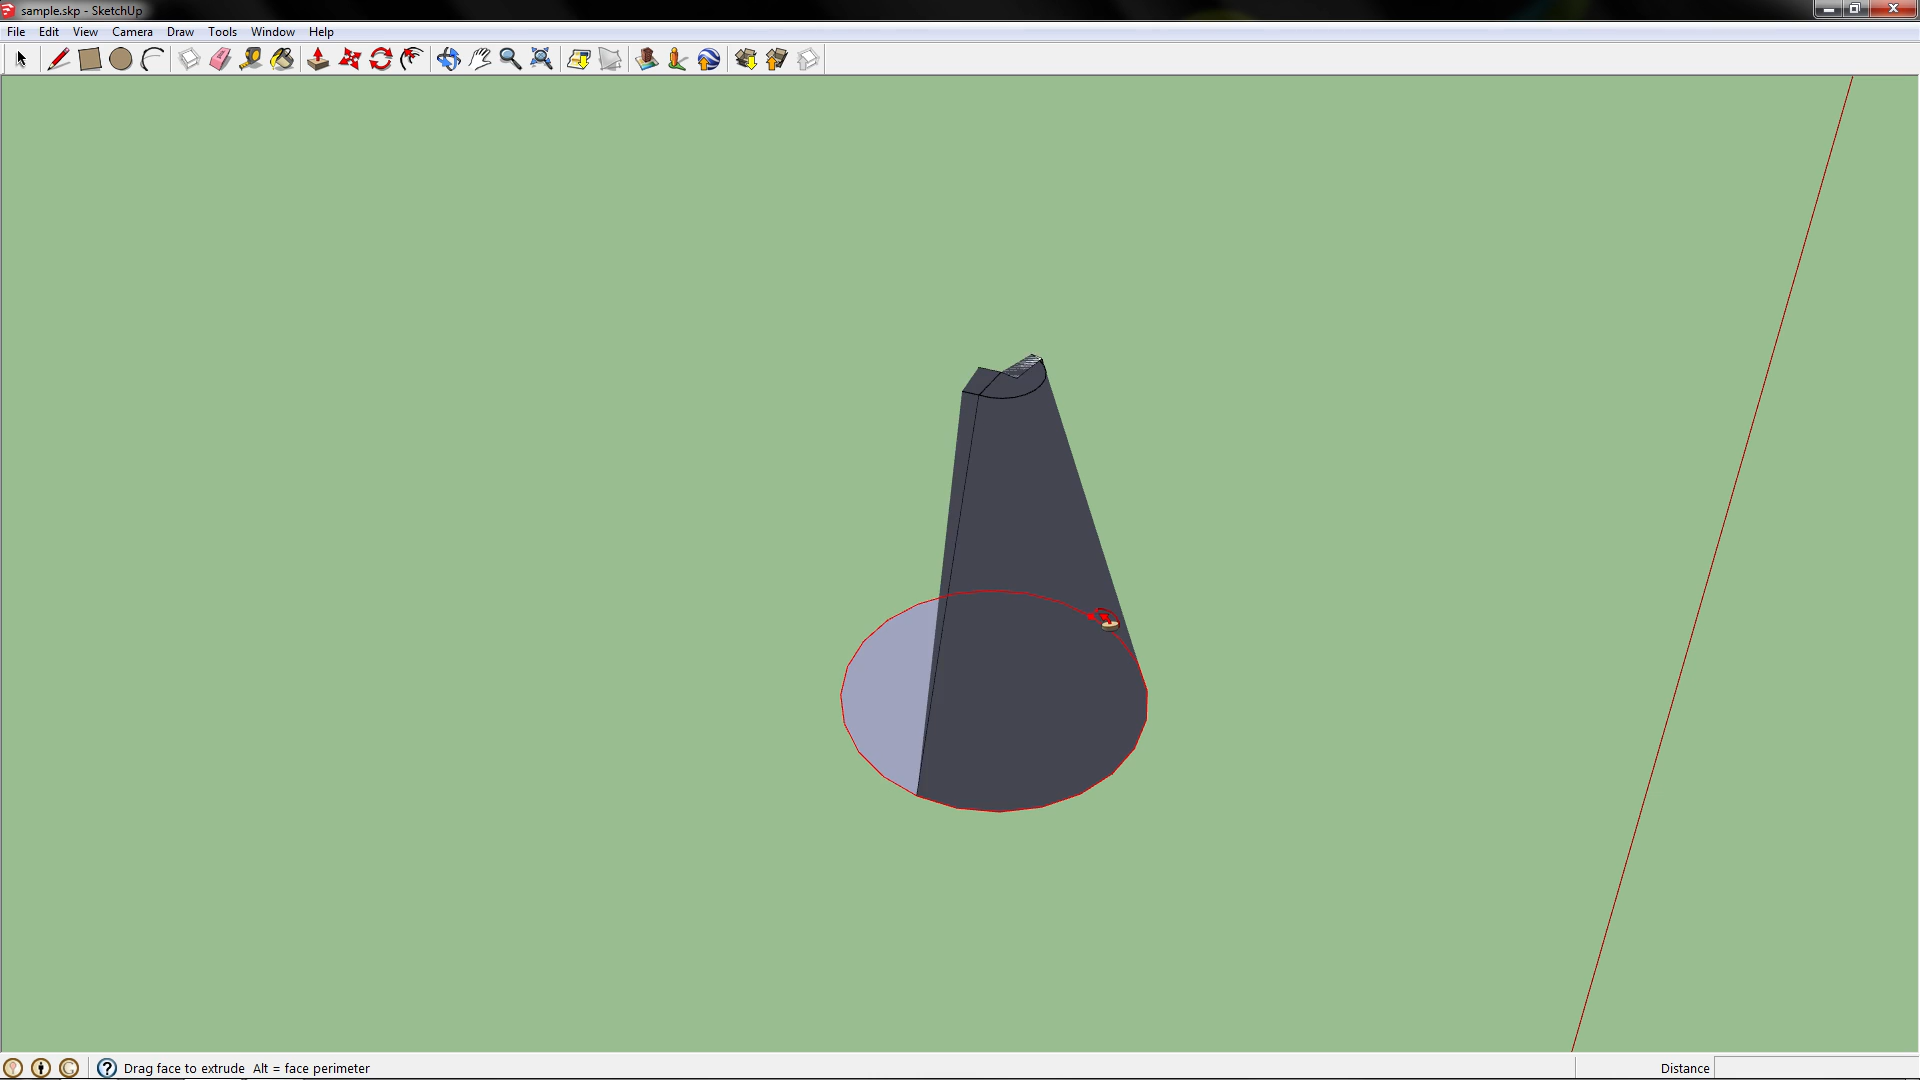 sample.skp - SketchUp
File Edit View Camera Draw Tools Window Help
Drag face to extrude Alt = face perimeter
Distance